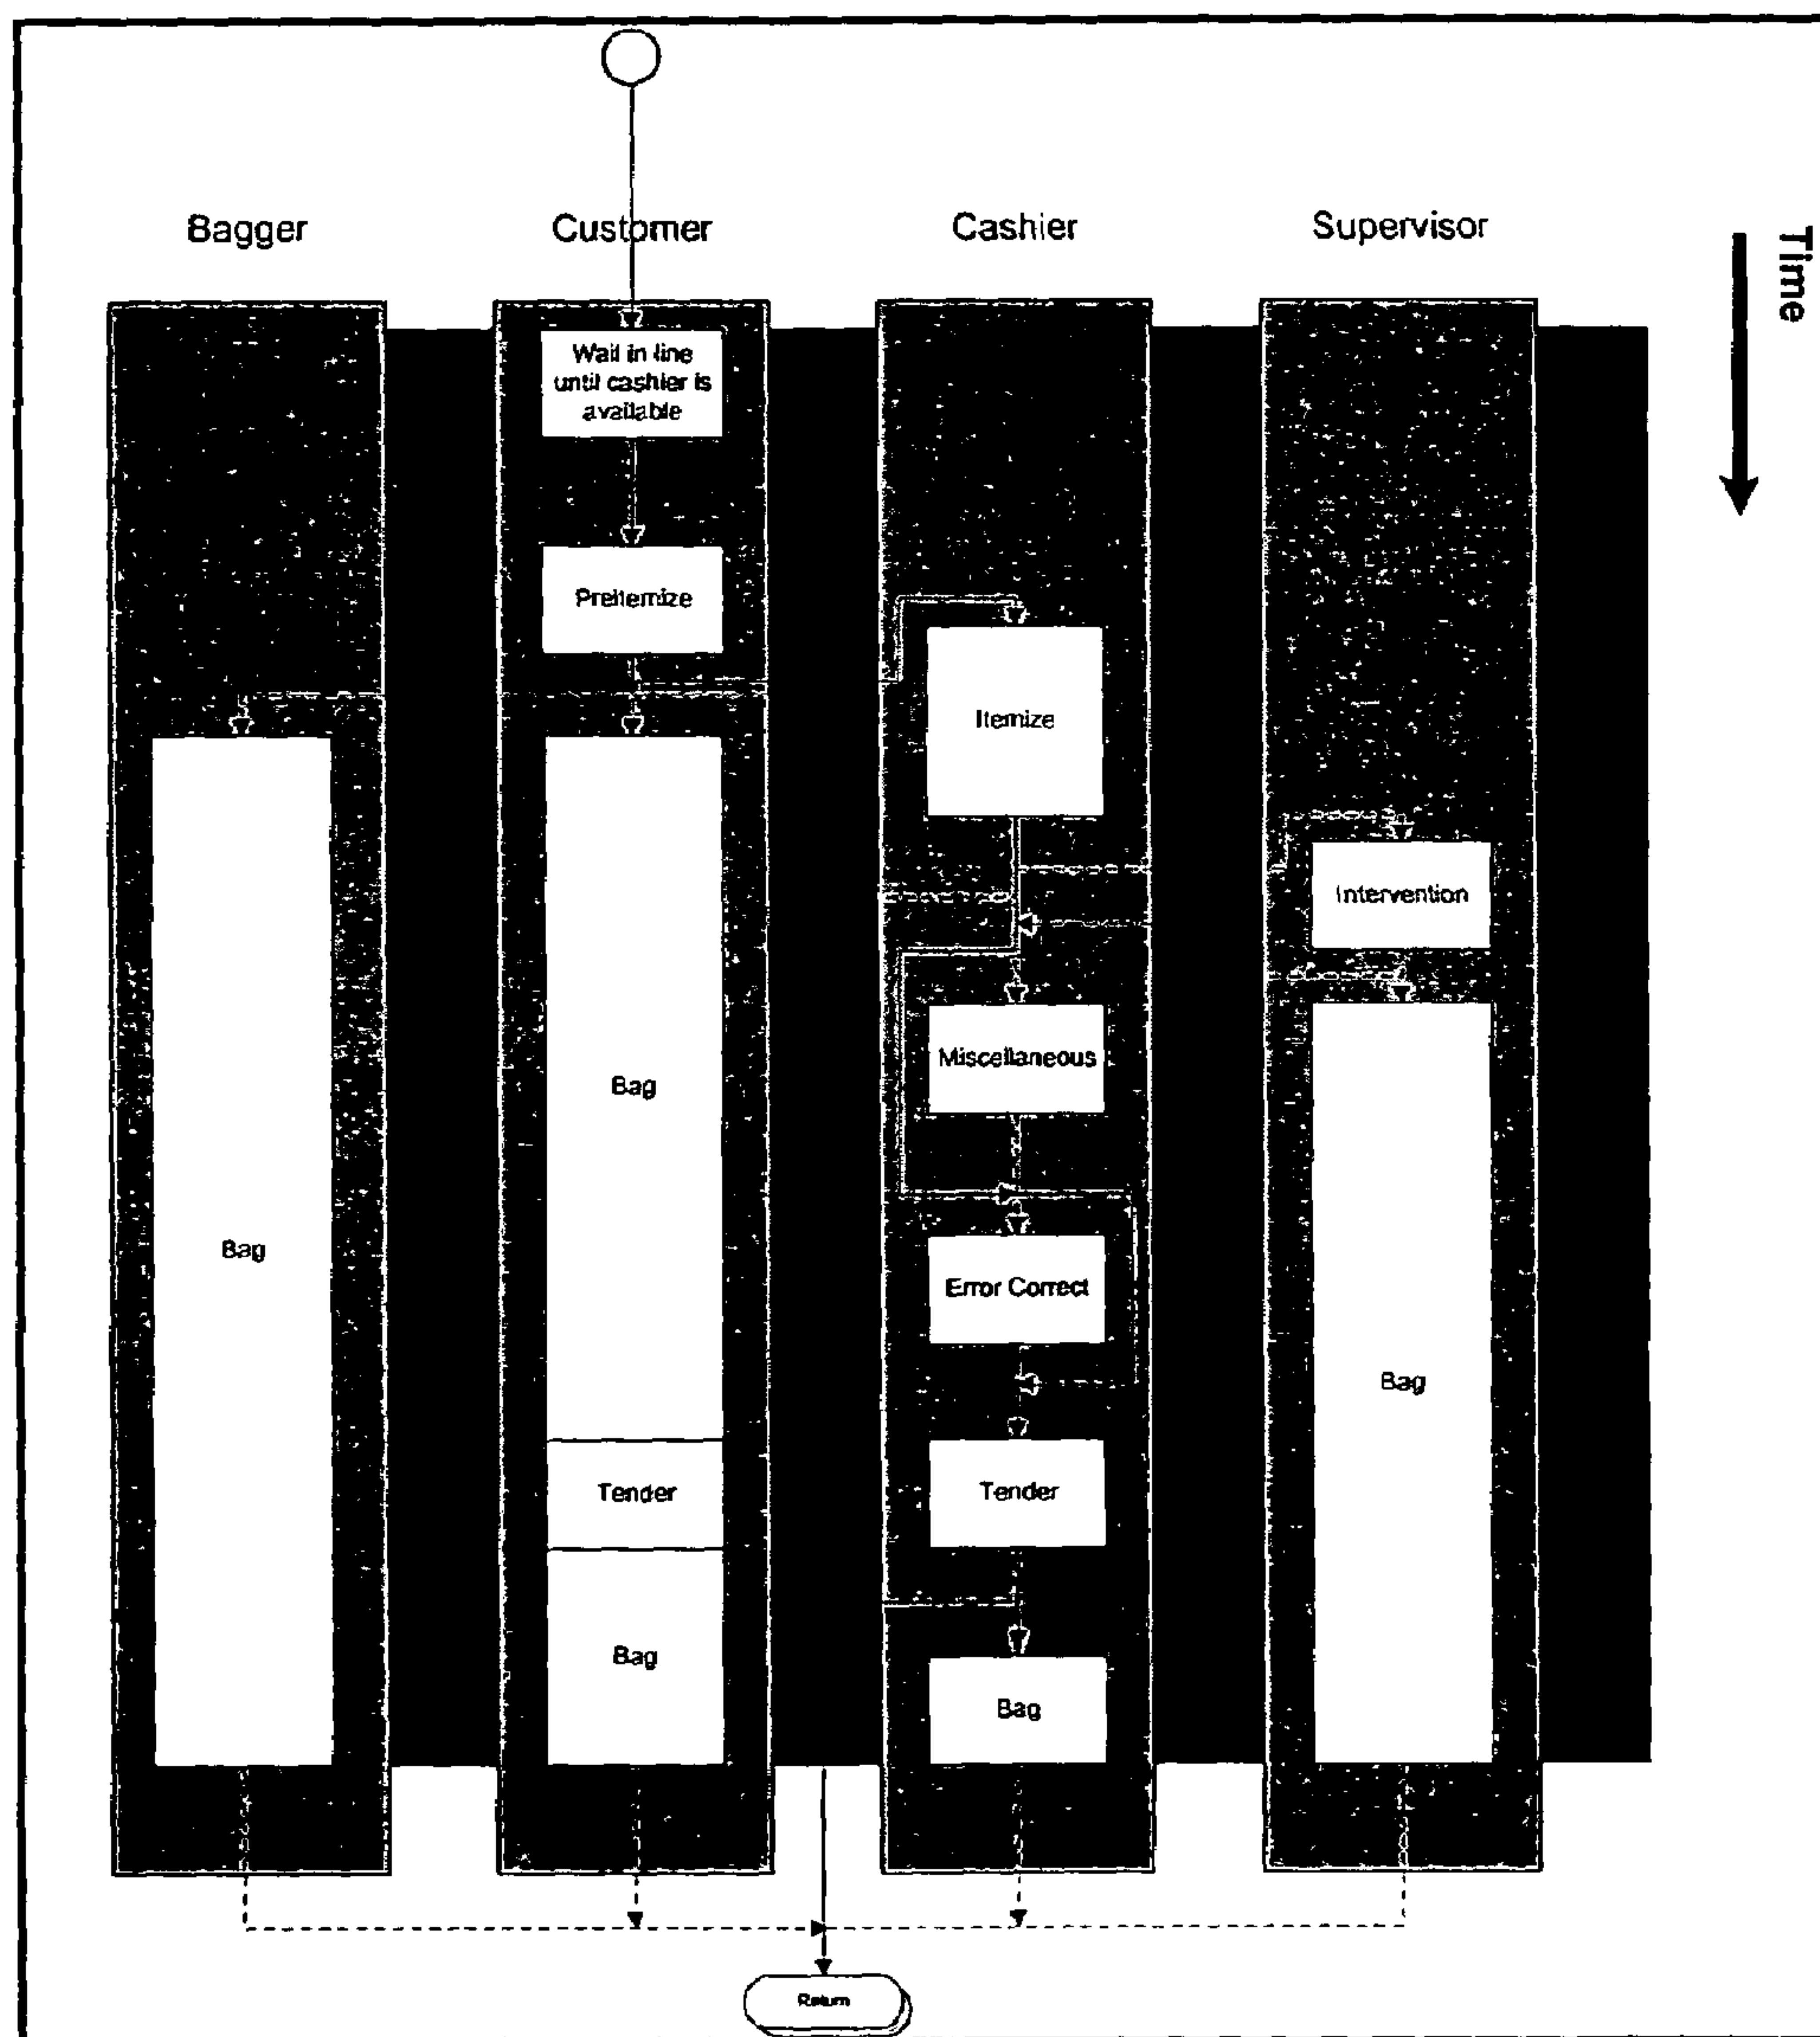 Bagger
Customer
Cashier
Supervisor
Time
Wait in line
until cashier is
available
Preitemize
Itemize
Intervention
Miscellaneous
Bag
Bag
Error Correct
Bag
Tender
Tender
Bag
Bag
Return